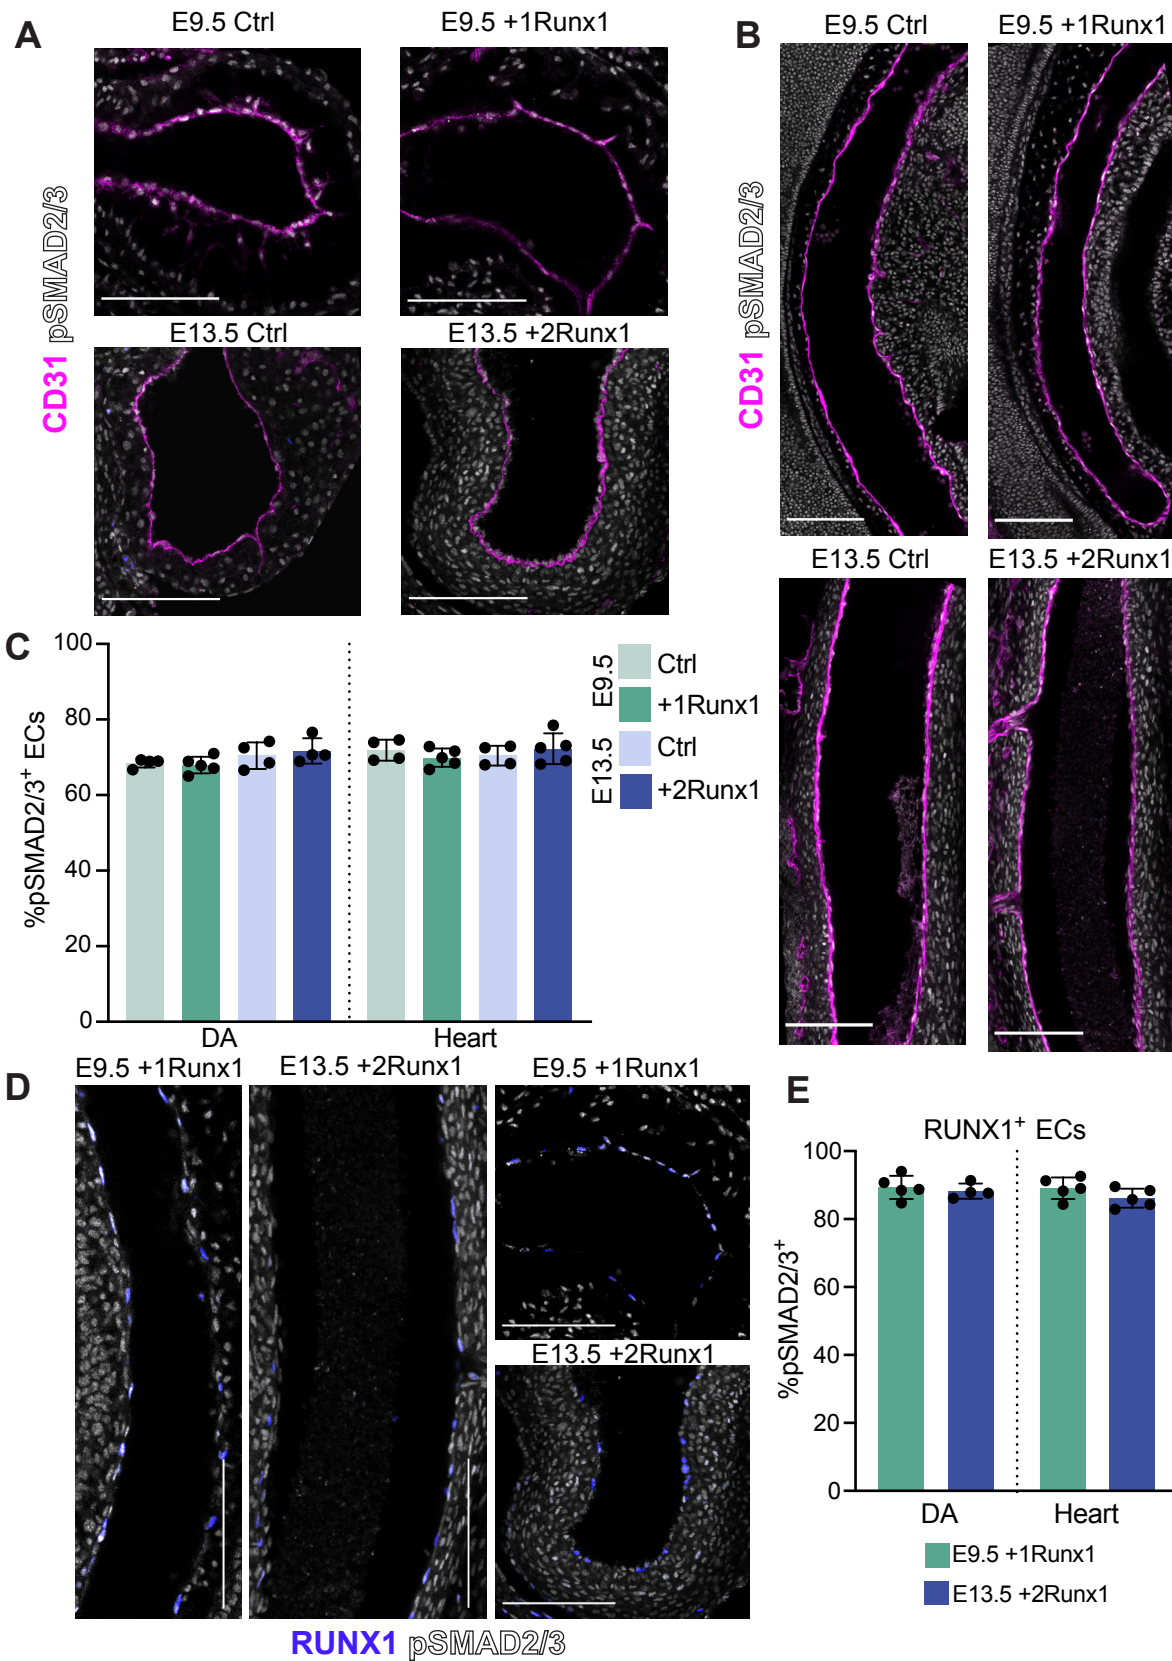 A
E9.5 Ctrl
E9.5 +1Runx1
E13.5 Ctrl
E13.5 +2Runx1
CD31 pSMAD2/3
B
E9.5 Ctrl
E9.5 +1Runx1
E13.5 Ctrl
E13.5 +2Runx1
CD31 pSMAD2/3
C
%pSMAD2/3+ ECs
100
80
60
40
20
0
DA
Heart
E9.5
Ctrl
+1Runx1
E13.5
Ctrl
+2Runx1
D
E9.5 +1Runx1
E13.5 +2Runx1
E9.5 +1Runx1
E13.5 +2Runx1
RUNX1 pSMAD2/3
E
RUNX1+ ECs
%pSMAD2/3+
100
80
60
40
20
0
DA
Heart
E9.5 +1Runx1
E13.5 +2Runx1